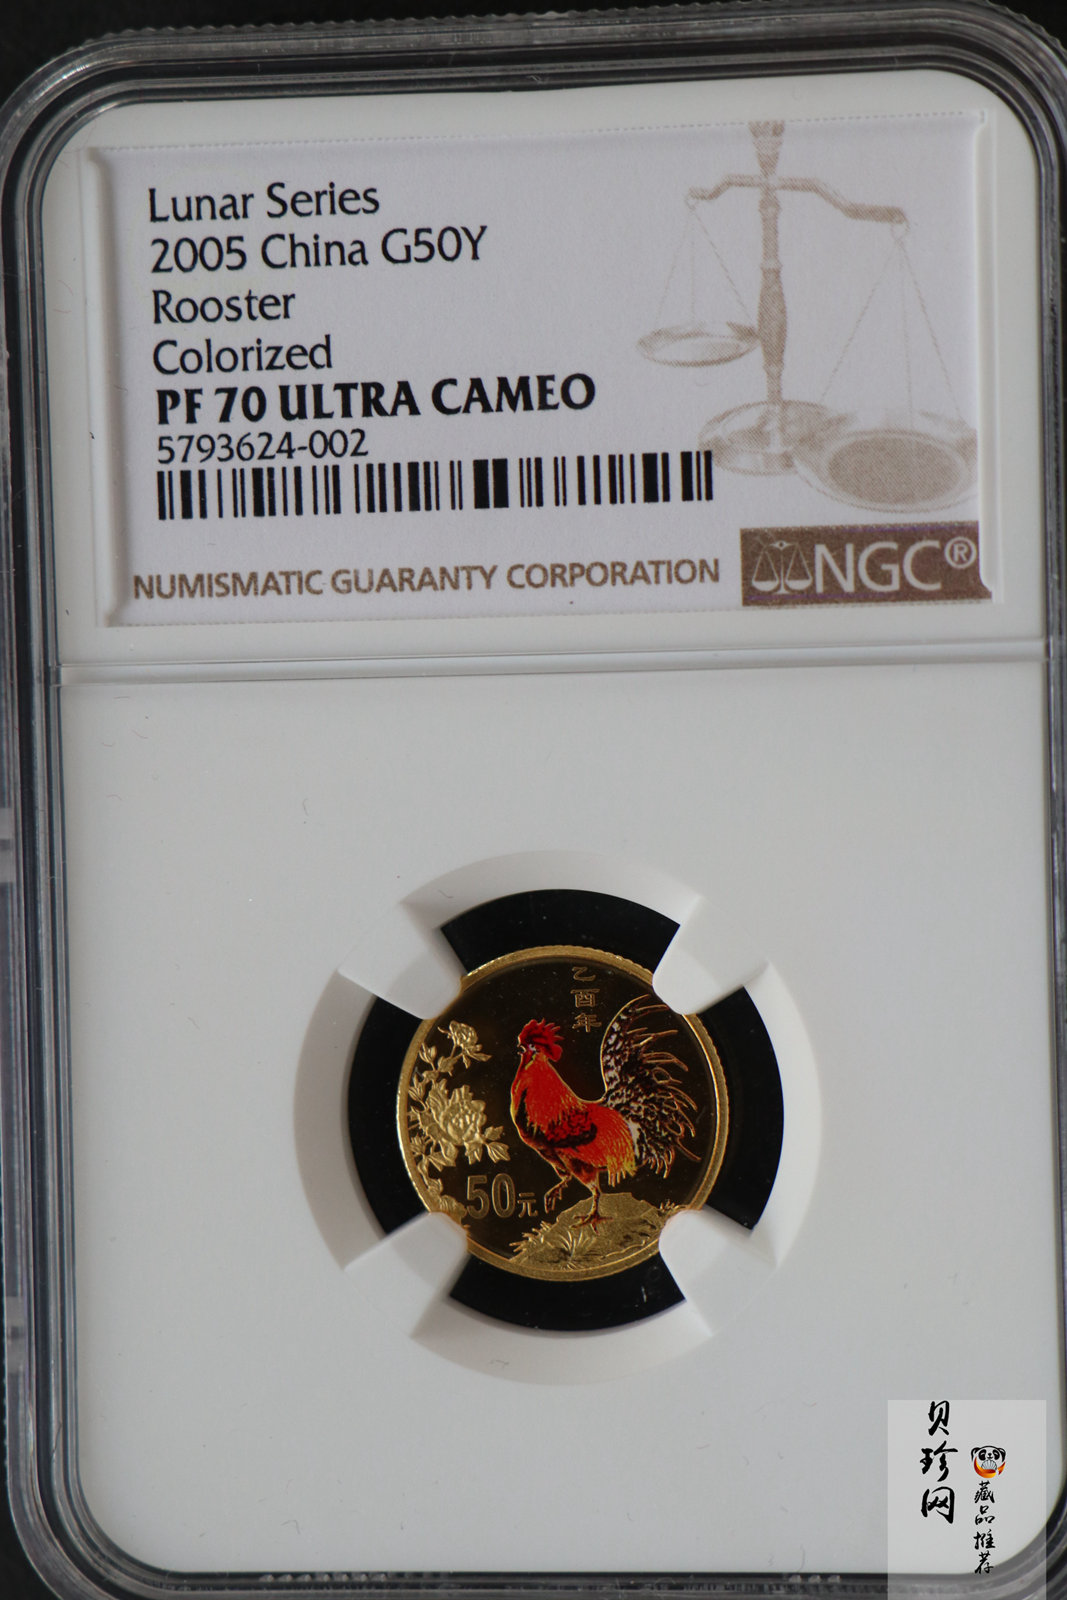 Lunar Series
2005 China G50Y
Rooster
Colorized
PF 70 ULTRA CAMEO
5793624-002
NUMISMATIC GUARANTY CORPORATION
NGC®
乙酉年
50元
贝珍网
藏品推荐